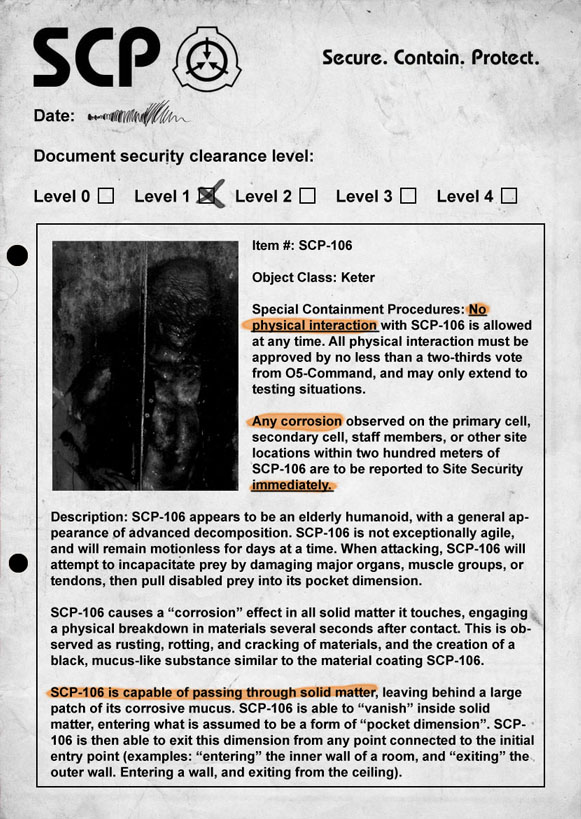 SCP
Secure. Contain. Protect.
Date:
Document security clearance level:
Level 0 Level 1 Level 2 Level 3 Level 4
Item #: SCP-106
Object Class: Keter
Special Containment Procedures: No
physical interaction with SCP-106 is allowed
at any time. All physical interaction must be
approved by no less than a two-thirds vote
from O5-Command, and may only extend to
testing situations.
Any corrosion observed on the primary cell,
secondary cell, staff members, or other site
locations within two hundred meters of
SCP-106 are to be reported to Site Security
immediately.
Description: SCP-106 appears to be an elderly humanoid, with a general ap-
pearance of advanced decomposition. SCP-106 is not exceptionally agile,
and will remain motionless for days at a time. When attacking, SCP-106 will
attempt to incapacitate prey by damaging major organs, muscle groups, or
tendons, then pull disabled prey into its pocket dimension.
SCP-106 causes a “corrosion” effect in all solid matter it touches, engaging
a physical breakdown in materials several seconds after contact. This is ob-
served as rusting, rotting, and cracking of materials, and the creation of a
black, mucus-like substance similar to the material coating SCP-106.
SCP-106 is capable of passing through solid matter, leaving behind a large
patch of its corrosive mucus. SCP-106 is able to “vanish” inside solid
matter, entering what is assumed to be a form of “pocket dimension”. SCP-
106 is then able to exit this dimension from any point connected to the initial
entry point (examples: “entering” the inner wall of a room, and “exiting” the
outer wall. Entering a wall, and exiting from the ceiling).